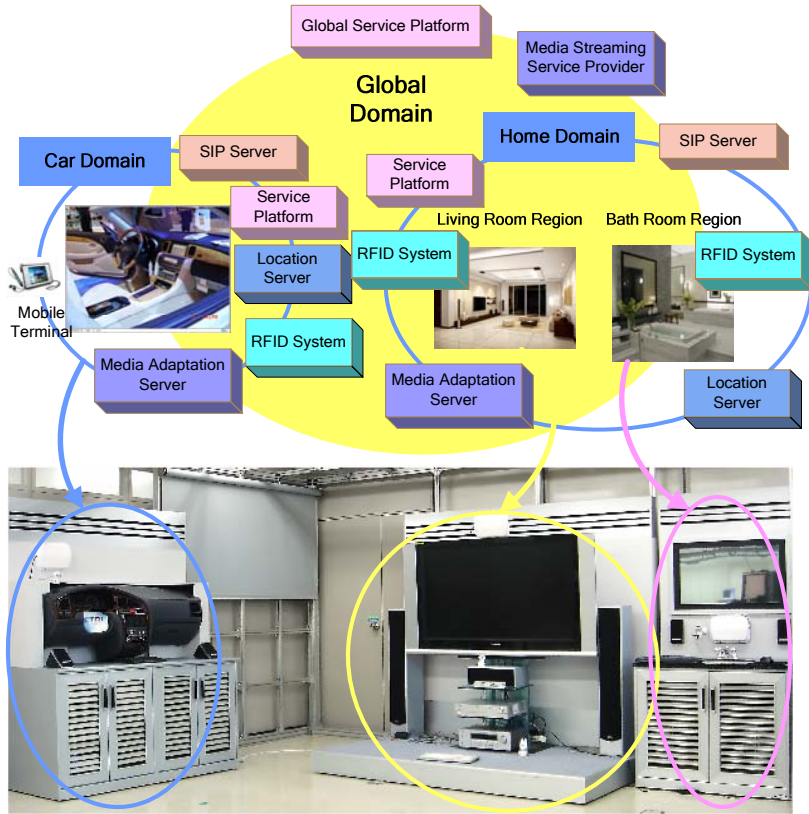 Global Service Platform
Media Streaming
Service Provider
Global
Domain
Home Domain
SIP Server
Car Domain
SIP Server
Service
Platform
Service
Platform
Living Room Region
Bath Room Region
Location
Server
RFID System
RFID System
Mobile
Terminal
RFID System
Media Adaptation
Server
Media Adaptation
Server
Location
Server
ETRI